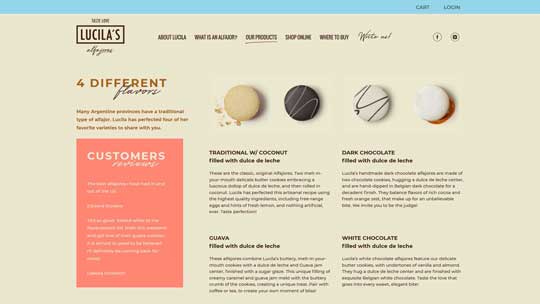 CART LOGIN
TASTE LOVE
LUCILA'S
alfajores
ABOUT LUCILA WHAT IS AN ALFAJOR? OUR PRODUCTS SHOP ONLINE WHERE TO BUY Write us!
4 DIFFERENT
flavors
Many Argentine provinces have a traditional
type of alfajor. Lucila has perfected four of her
favorite varieties to share with you.
CUSTOMERS
reviews
The best alfajores I have had in and
out of the US.
TRADITIONAL W/ COCONUT
filled with dulce de leche
These are the classic, original Alfajores. Two melt-in-
your-mouth delicate butter cookies embracing a
luscious dollop of dulce de leche, and then rolled in
coconut. Lucila has perfected this artisanal recipe using
the highest quality ingredients, including free-range
eggs and hints of fresh lemon, and nothing artificial,
ever. Taste perfection!
DARK CHOCOLATE
filled with dulce de leche
Lucila's handmade dark chocolate alfajores are made of
two chocolate cookies, hugging a dulce de leche center,
and are hand-dipped in Belgian dark chocolate for a
decadent finish. They balance flavors of rich cocoa and
fresh orange zest, that make up for an unbelievable
bite. We invite you to be the judge!
GUAVA
filled with dulce de leche
These alfajores combine Lucila's buttery, melt-in-your-
mouth cookies with a dulce de leche and Guava jam
center, finished with a sugar glaze. This unique filling of
creamy caramel and guava jam meld with the buttery
crumb of the cookies, creating a unique treat. Pair with
coffee or tea, to create your own moment of bliss!
WHITE CHOCOLATE
filled with dulce de leche
Lucila's white chocolate alfajores feature our delicate
butter cookies, with undertones of vanilla and almond.
They hug a dulce de leche center and are finished with
exquisite Belgian white chocolate. Taste the love that
goes into every sweet, elegant bite!